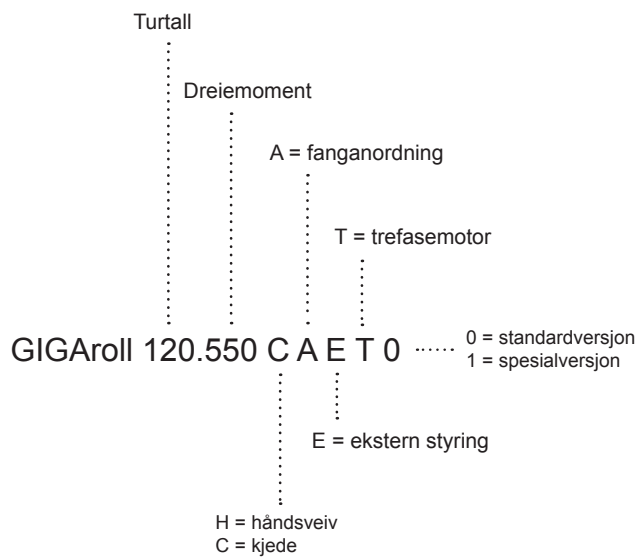 Turtall
Dreiemoment
A = fanganordning
T = trefasemotor
GIGAroll 120.550 C A E T 0
0 = standardversjon
1 = spesialversjon
E = ekstern styring
H = håndsveiv
C = kjede